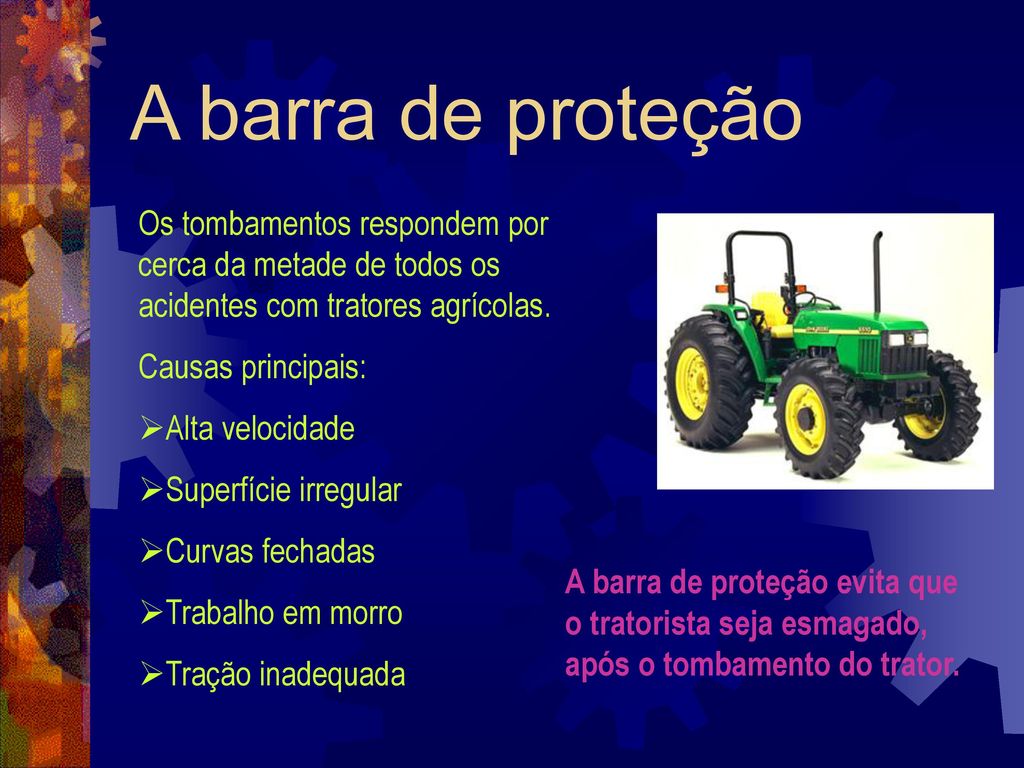 A barra de proteção
Os tombamentos respondem por
cerca da metade de todos os
acidentes com tratores agrícolas.
Causas principais:
➢Alta velocidade
➢Superfície irregular
➢Curvas fechadas
➢Trabalho em morro
➢Tração inadequada
A barra de proteção evita que
o tratorista seja esmagado,
após o tombamento do trator.